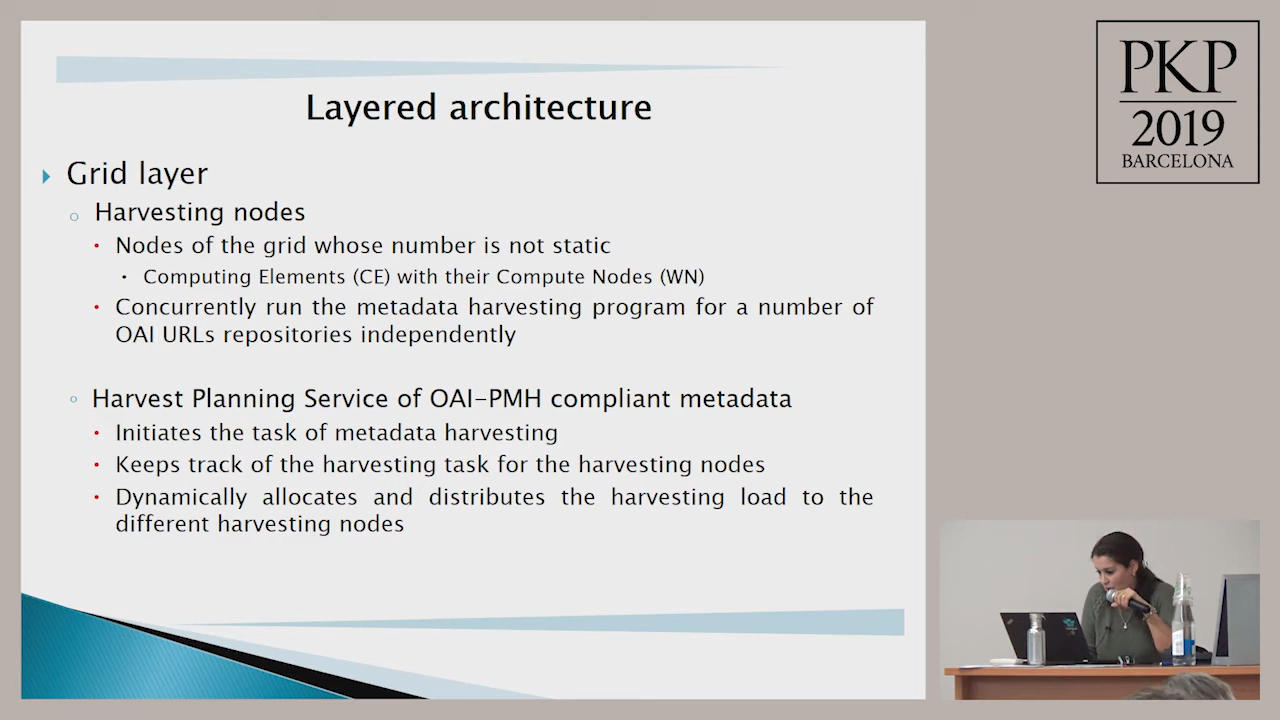 Layered architecture
Grid layer
Harvesting nodes
Nodes of the grid whose number is not static
Computing Elements (CE) with their Compute Nodes (WN)
Concurrently run the metadata harvesting program for a number of
OAI URLs repositories independently
Harvest Planning Service of OAI-PMH compliant metadata
Initiates the task of metadata harvesting
Keeps track of the harvesting task for the harvesting nodes
Dynamically allocates and distributes the harvesting load to the
different harvesting nodes
PKP
2019
BARCELONA